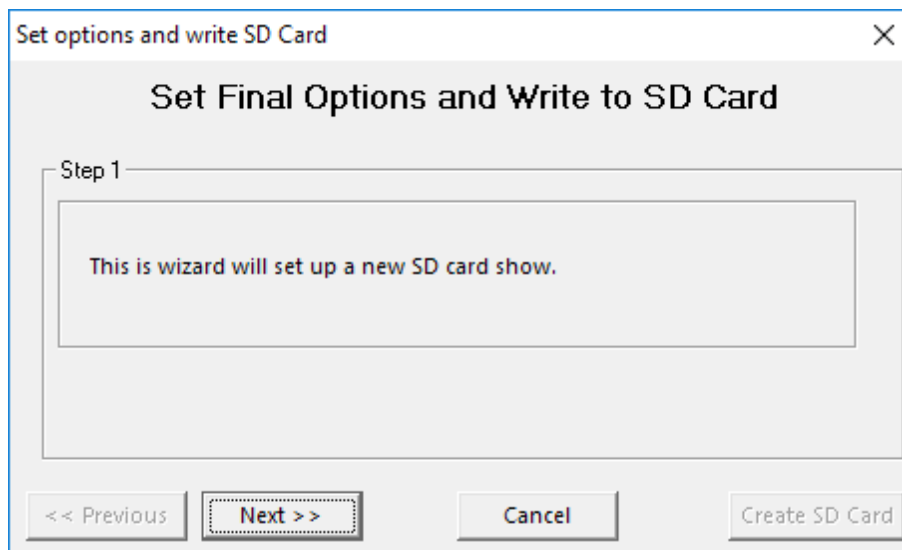 Set options and write SD Card
Set Final Options and Write to SD Card
Step 1
This is wizard will set up a new SD card show.
<< Previous
Next >>
Cancel
Create SD Card